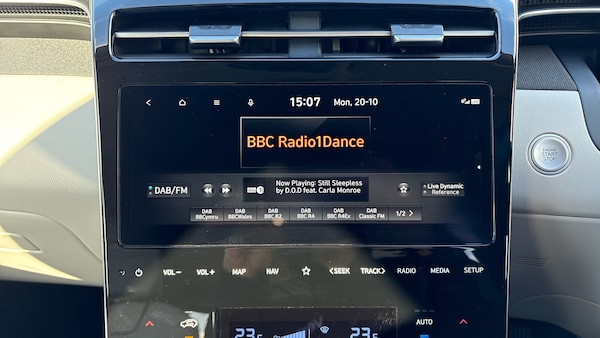 15:07 Mon, 20-10
BBC Radio1Dance
DAB/FM
Now Playing: Still Sleepless
by D.O.D feat. Carla Monroe
Live Dynamic
Reference
DAB BBCymru
DAB BBCWales
DAB BBC R2
DAB BBC R4
DAB BBC R4Ex
DAB Classic FM
1/2
VOL− VOL+ MAP NAV <SEEK TRACK> RADIO MEDIA SETUP
ENGINE
START
STOP
AUTO